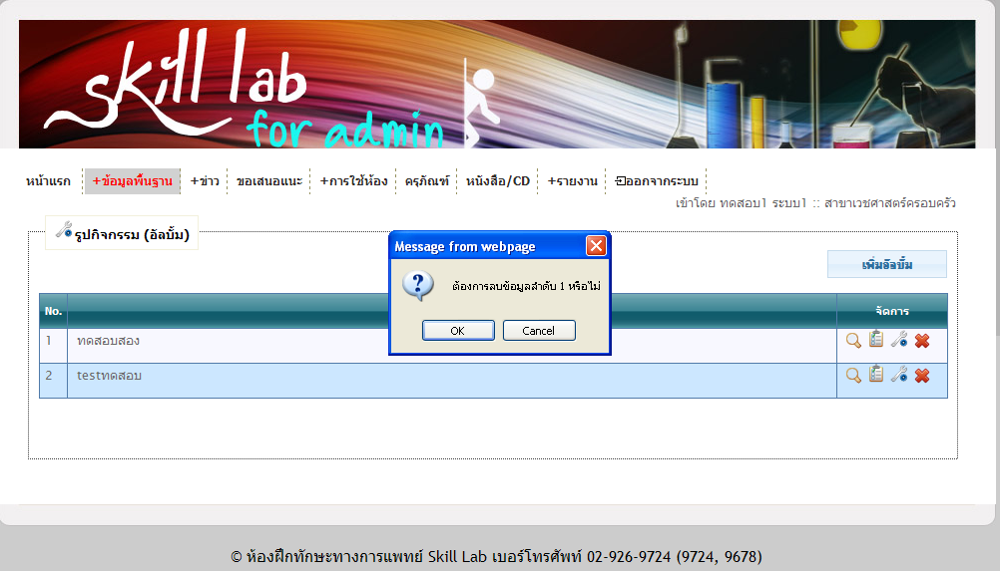 skill lab
for admin
หน้าแรก +ข้อมูลพื้นฐาน +ข่าว ขอเสนอแนะ +การใช้ห้อง ครุภัณฑ์ หนังสือ/CD +รายงาน ออกจากระบบ
เข้าโดย ทดสอบ1 ระบบ1 :: สาขาเวชศาสตร์ครอบครัว
รูปกิจกรรม (อัลบั้ม)
Message from webpage
ต้องการลบข้อมูลลำดับ 1 หรือไม่
OK Cancel
เพิ่มอัลบั้ม
No. จัดการ
1 ทดสอบสอง
2 testทดสอบ
© ห้องฝึกทักษะทางการแพทย์ Skill Lab เบอร์โทรศัพท์ 02-926-9724 (9724, 9678)